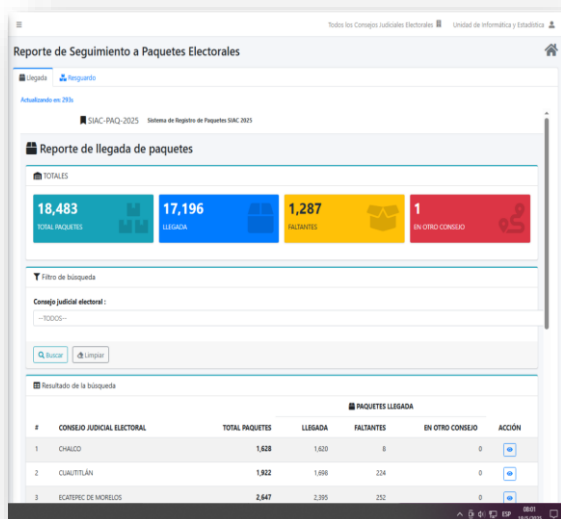 Todos los Consejos Judiciales Electorales Unidad de Informática y Estadística
Reporte de Seguimiento a Paquetes Electorales
Llegada Resguardo
Actualizando en 293s
SIAC-PAQ-2025 Sistema de Registro de Paquetes SIAC 2025
Reporte de llegada de paquetes
TOTALES
18,483 17,196 1,287 1
TOTAL PAQUETES LLEGADA FALTANTES EN OTRO CONSEJO
Filtro de búsqueda
Consejo judicial electoral :
--TODOS--
Buscar Limpiar
Resultado de la búsqueda
PAQUETES LLEGADA
# CONSEJO JUDICIAL ELECTORAL TOTAL PAQUETES LLEGADA FALTANTES EN OTRO CONSEJO ACCIÓN
1 CHALCO 1,628 1,620 8 0
2 CUAUTITLÁN 1,922 1,698 224 0
3 ECATEPEC DE MORELOS 2,647 2,395 252 0
ESP 08:01